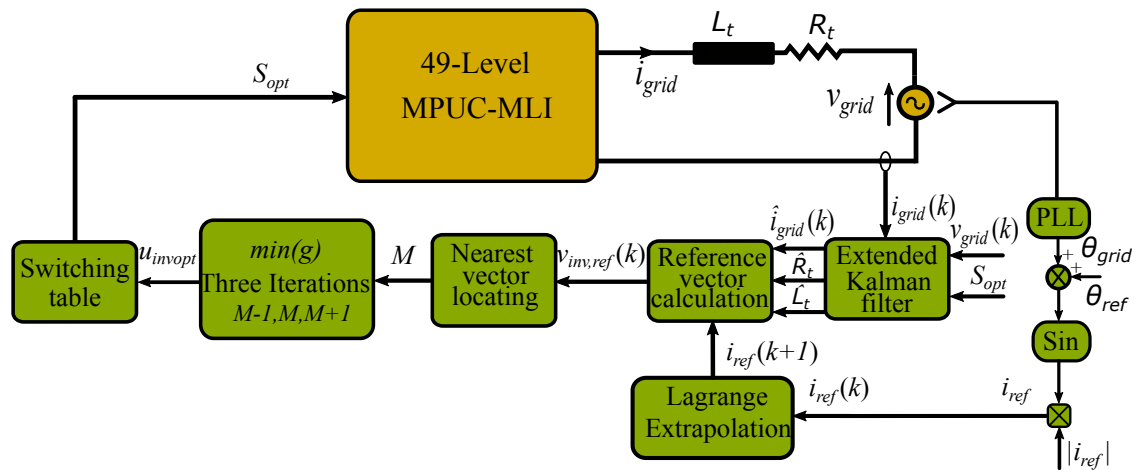 L_t
R_t
49-Level
MPUC-MLI
S_opt
i_grid
v_grid
i_grid(k)
PLL
v_grid(k)
î_grid(k)
R̂_t
L̂_t
Extended
Kalman
filter
S_opt
+
θ_grid
+
θ_ref
Switching
table
u_invopt
min(g)
Three Iterations
M-1,M,M+1
M
Nearest
vector
locating
v_inv,ref(k)
Reference
vector
calculation
Sin
i_ref(k+1)
Lagrange
Extrapolation
i_ref(k)
i_ref
|i_ref|